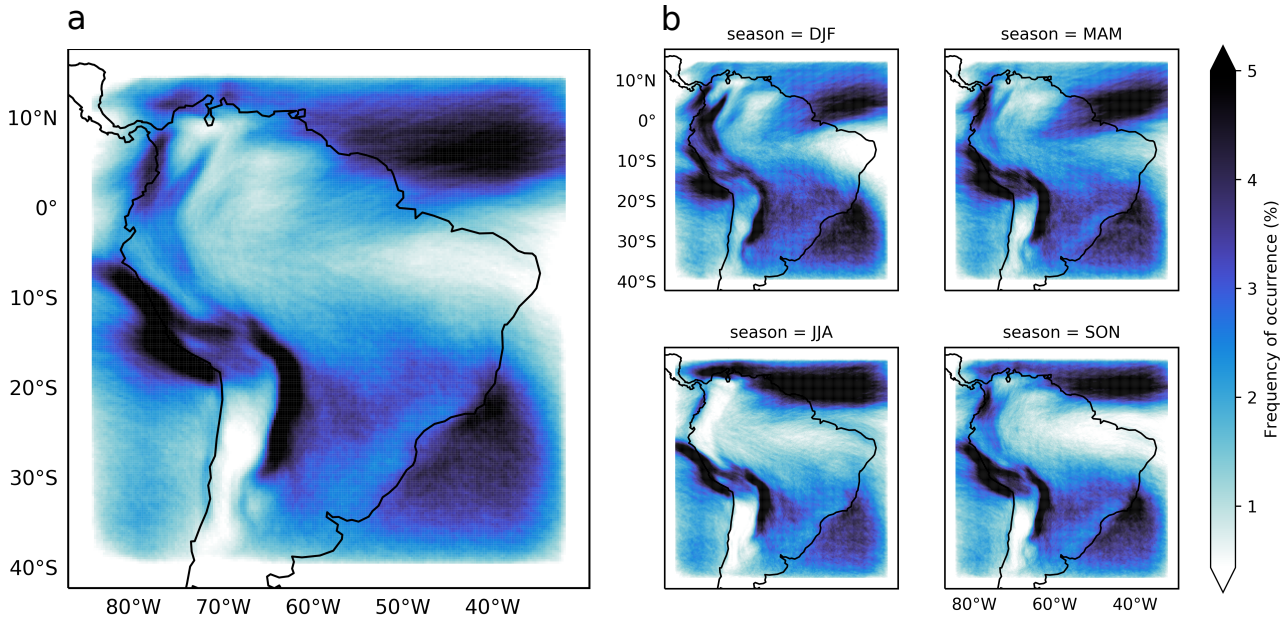 a
b
season = DJF
season = MAM
10°N
0°
10°S
20°S
30°S
40°S
80°W
70°W
60°W
50°W
40°W
10°N
0°
10°S
20°S
30°S
40°S
season = JJA
season = SON
80°W
60°W
40°W
5
4
3
2
1
Frequency of occurrence (%)